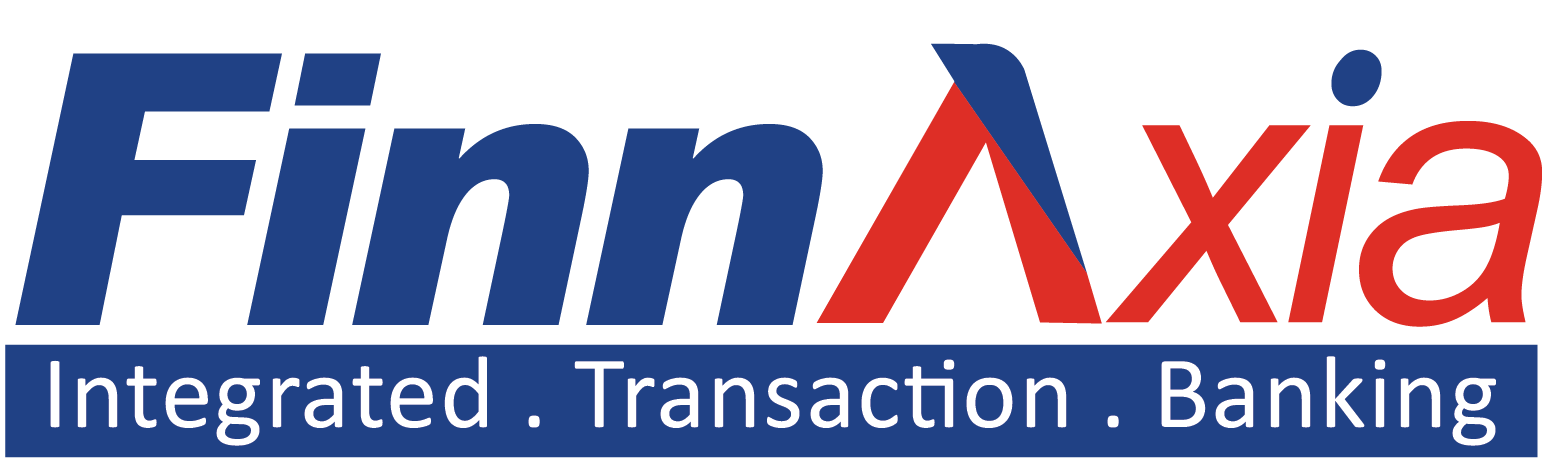 FinnAxia
Integrated . Transaction . Banking